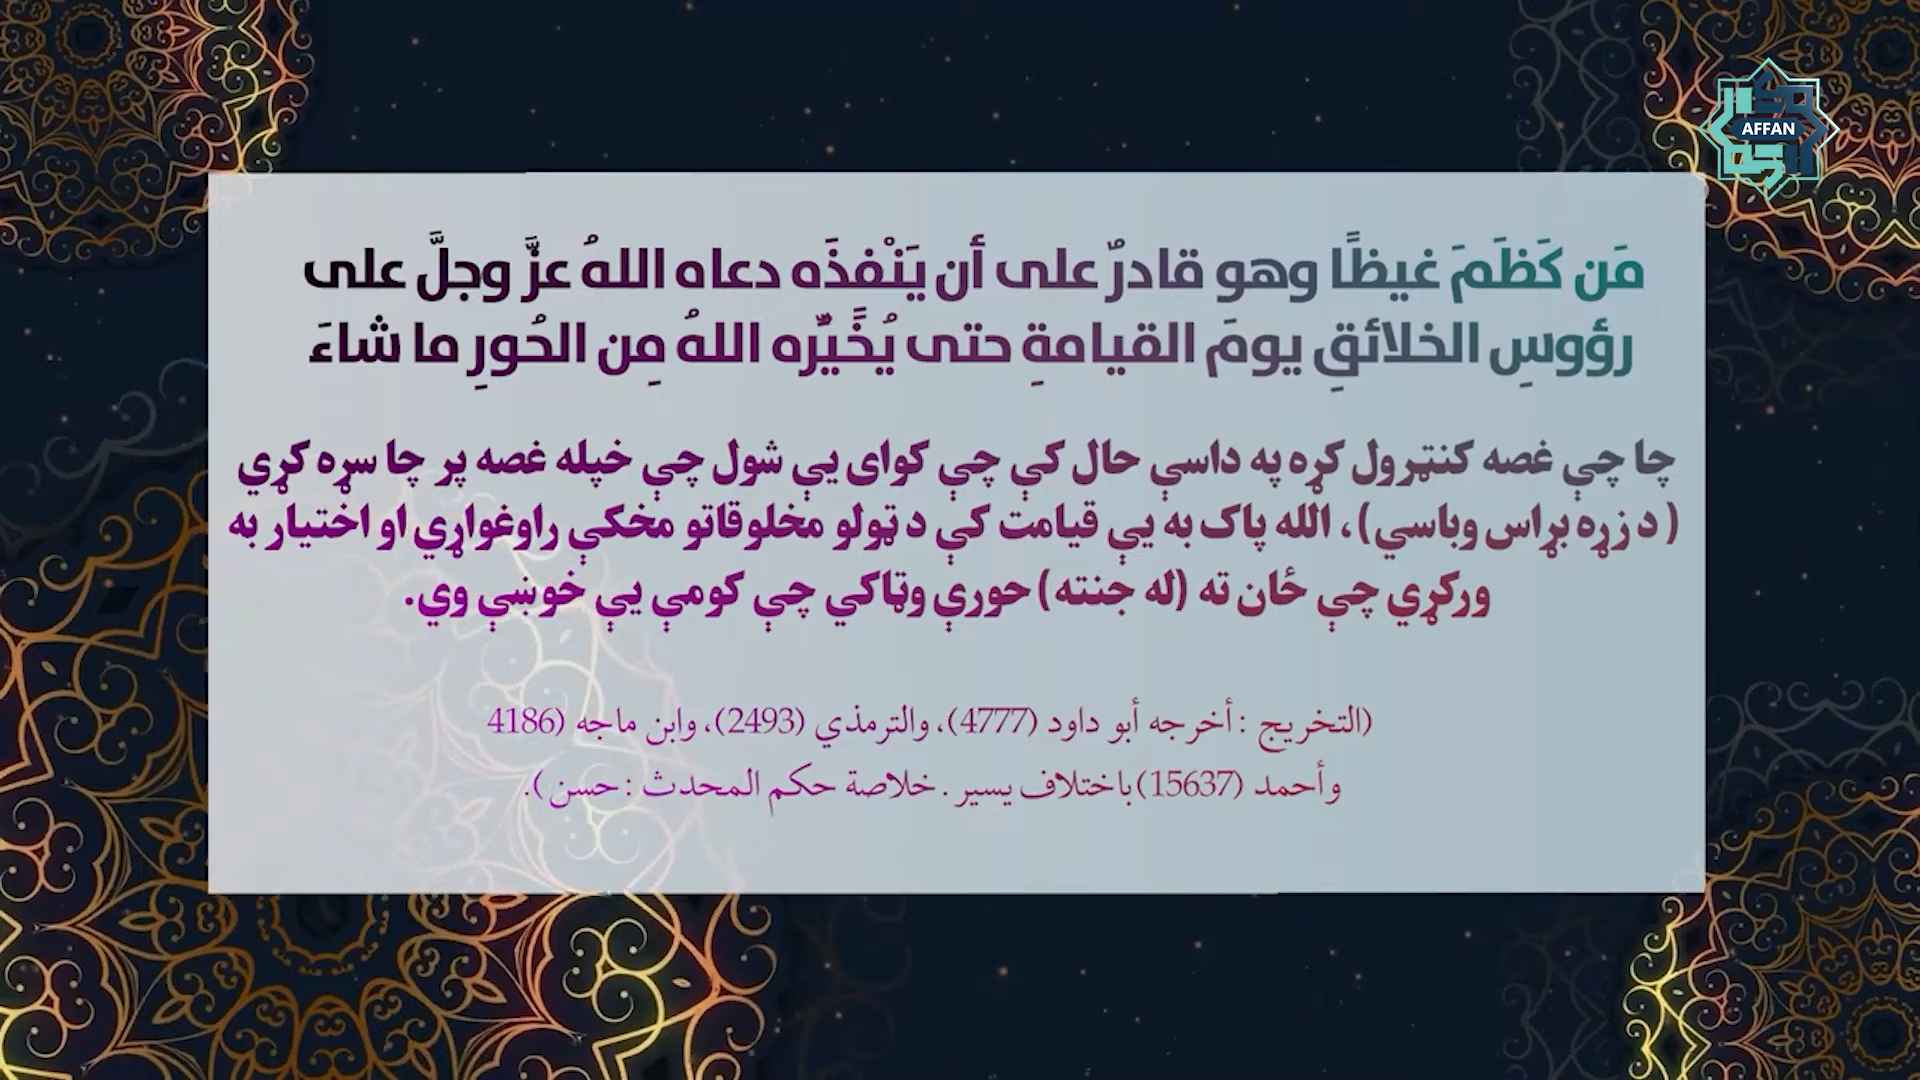 AFFAN
مَن كَظَمَ غيظًا وهو قادرٌ على أن يَنْفذَه دعاه اللهُ عزَّ وجلَّ على
رؤوسِ الخلائقِ يومَ القيامةِ حتى يُخَيِّرَه اللهُ مِن الحُورِ ما شاءَ
چا چې غصه کنټرول کړه په داسې حال کې چې کوای يې شول چې خپله غصه پر چا سړه کړي
( د زړه بړاس وباسي)، الله پاک به يې قيامت کې د ټولو مخلوقاتو مخکې راوغواړي او اختيار به
ورکړي چې ځان ته (له جنته) حورې وټاکي چې کومې يې خوښې وي.
(التخريج : أخرجه أبو داود (4777)، والترمذي (2493)، وابن ماجه (4186
وأحمد (15637) باختلاف يسير . خلاصة حكم المحدث : حسن ).